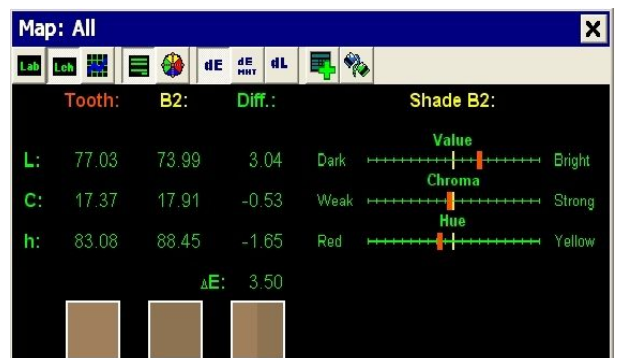 Map: All
Lab Lch dE dE MHT dL
Tooth: B2: Diff.: Shade B2:
Value
L: 77.03 73.99 3.04 Dark Bright
Chroma
C: 17.37 17.91 -0.53 Weak Strong
Hue
h: 83.08 88.45 -1.65 Red Yellow
ΔE: 3.50